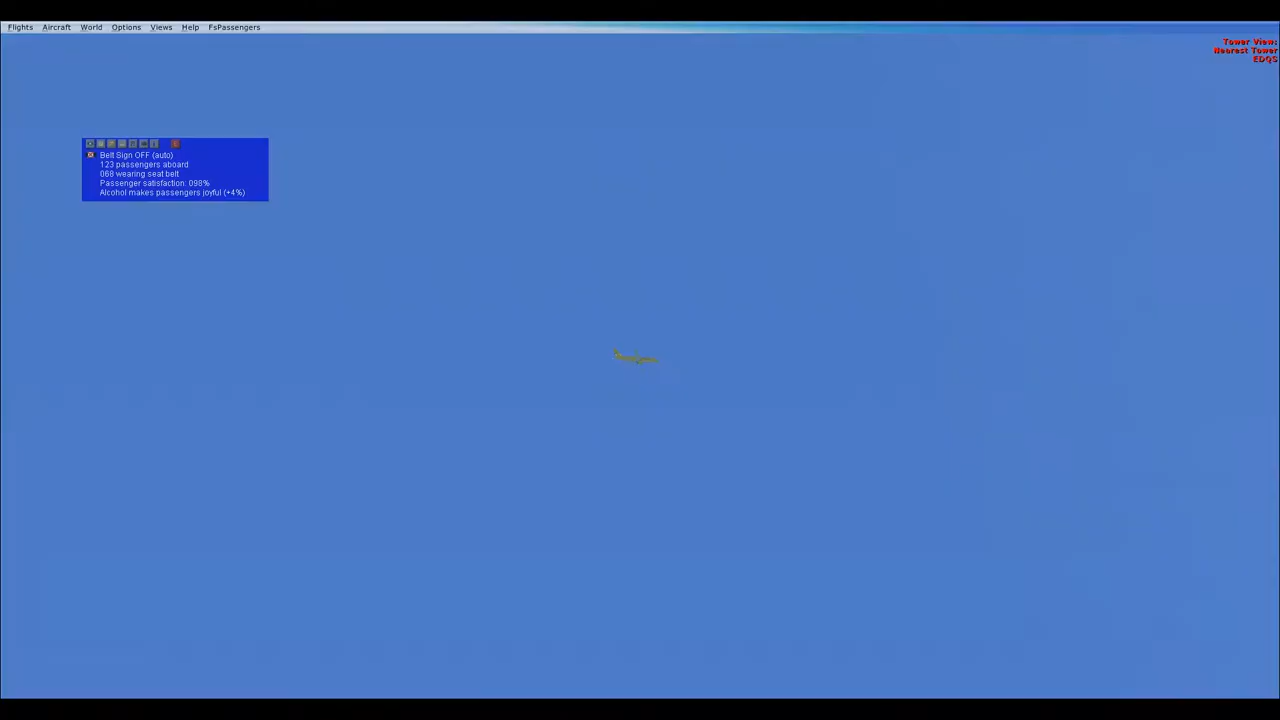 Flights Aircraft World Options Views Help FsPassengers
Tower View:
Nearest Tower
EDQS
Belt Sign OFF (auto)
123 passengers aboard
068 wearing seat belt
Passenger satisfaction: 098%
Alcohol makes passengers joyful (+4%)